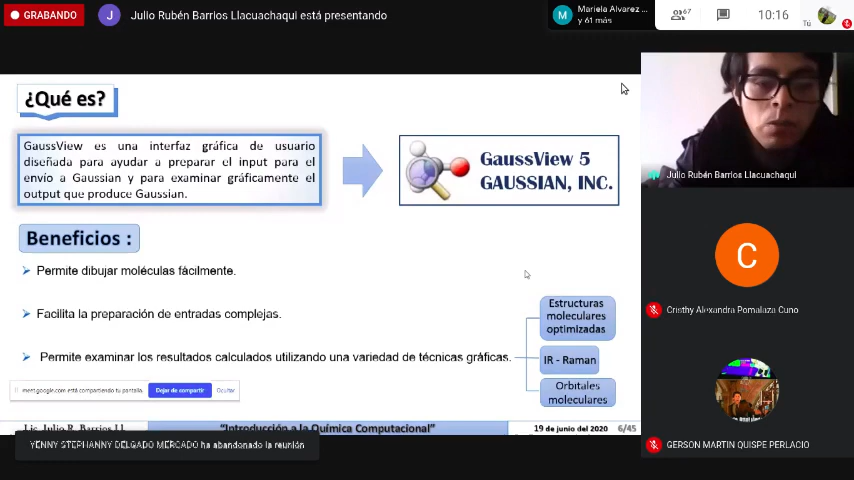 GRABANDO
J
Julio Rubén Barrios Llacuachaqui está presentando
M
Mariela Alvarez ...
y 61 más
67
10:16
Tú
¿Qué es?
GaussView es una interfaz gráfica de usuario
diseñada para ayudar a preparar el input para el
envío a Gaussian y para examinar gráficamente el
output que produce Gaussian.
GaussView 5
GAUSSIAN, INC.
Julio Rubén Barrios Llacuachaqui
Beneficios :
Permite dibujar moléculas fácilmente.
Facilita la preparación de entradas complejas.
Permite examinar los resultados calculados utilizando una variedad de técnicas gráficas.
Estructuras
moleculares
optimizadas
IR - Raman
Orbitales
moleculares
C
Cristhy Alexandra Pomalaza Cuno
meet.google.com está compartiendo tu pantalla.
Dejar de compartir
Ocultar
Lic. Julio R. Barrios Ll.
"Introducción a la Química Computacional"
19 de junio del 2020
6/45
YENNY STEPHANNY DELGADO MERCADO ha abandonado la reunión
GERSON MARTIN QUISPE PERLACIO